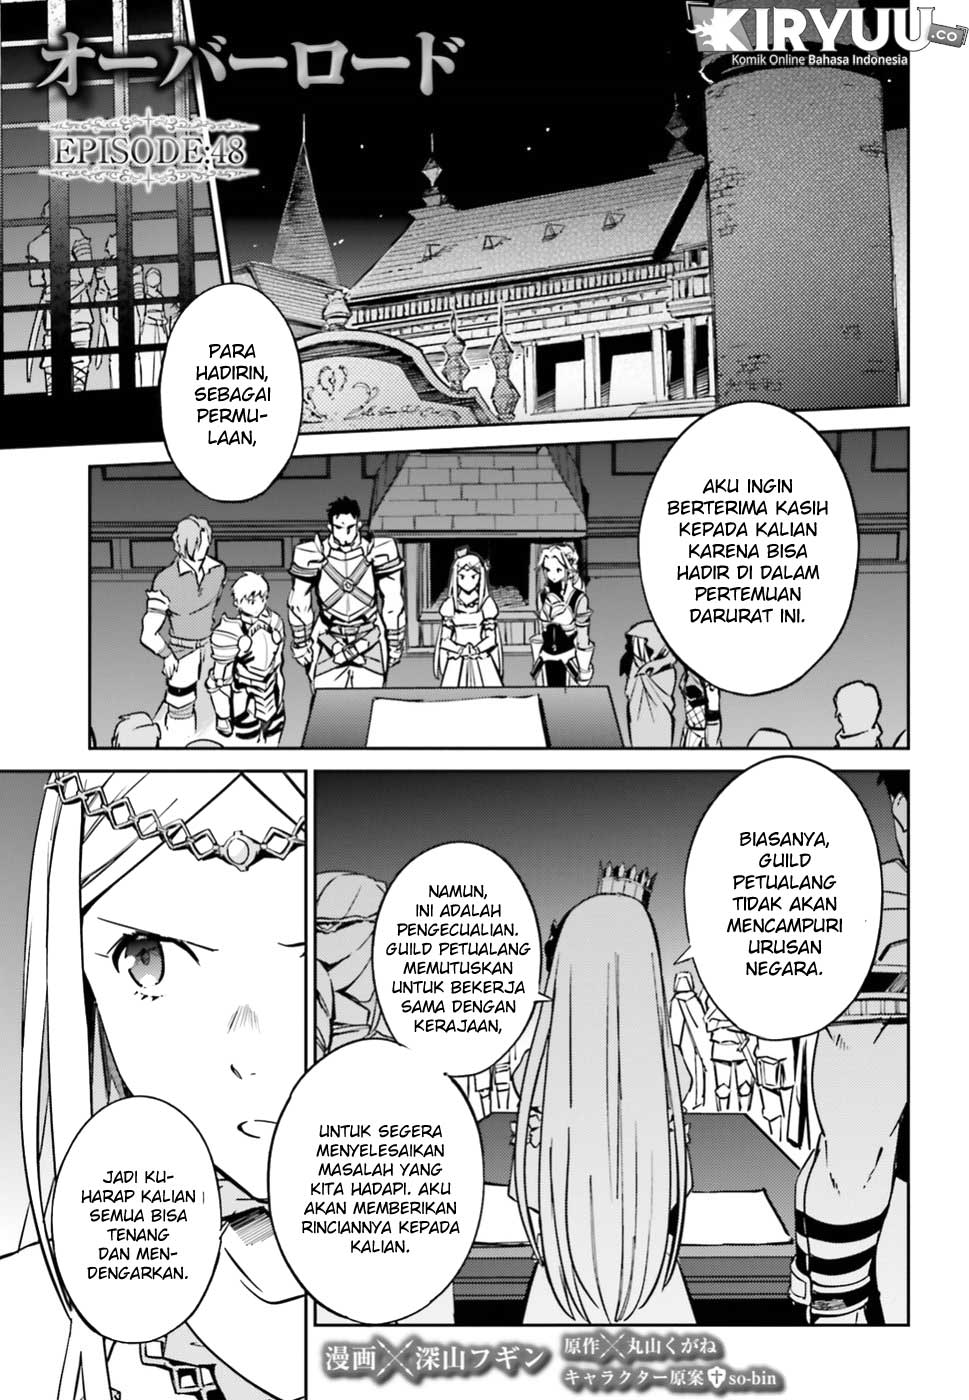 オーバーロード
EPISODE:48
KIRYUU.CO
Komik Online Bahasa Indonesia
PARA
HADIRIN,
SEBAGAI
PERMU-
LAAN,
AKU INGIN
BERTERIMA KASIH
KEPADA KALIAN
KARENA BISA
HADIR DI DALAM
PERTEMUAN
DARURAT INI.
BIASANYA,
GUILD
PETUALANG
TIDAK AKAN
MENCAMPURI
URUSAN
NEGARA.
NAMUN,
INI ADALAH
PENGECUALIAN.
GUILD PETUALANG
MEMUTUSKAN
UNTUK BEKERJA
SAMA DENGAN
KERAJAAN,
UNTUK SEGERA
MENYELESAIKAN
MASALAH YANG
KITA HADAPI. AKU
AKAN MEMBERIKAN
RINCIANNYA KEPADA
KALIAN.
JADI KU-
HARAP KALIAN
SEMUA BISA
TENANG
DAN MEN-
DENGARKAN.
漫画×深山フギン
原作×丸山くがね
キャラクター原案 so-bin